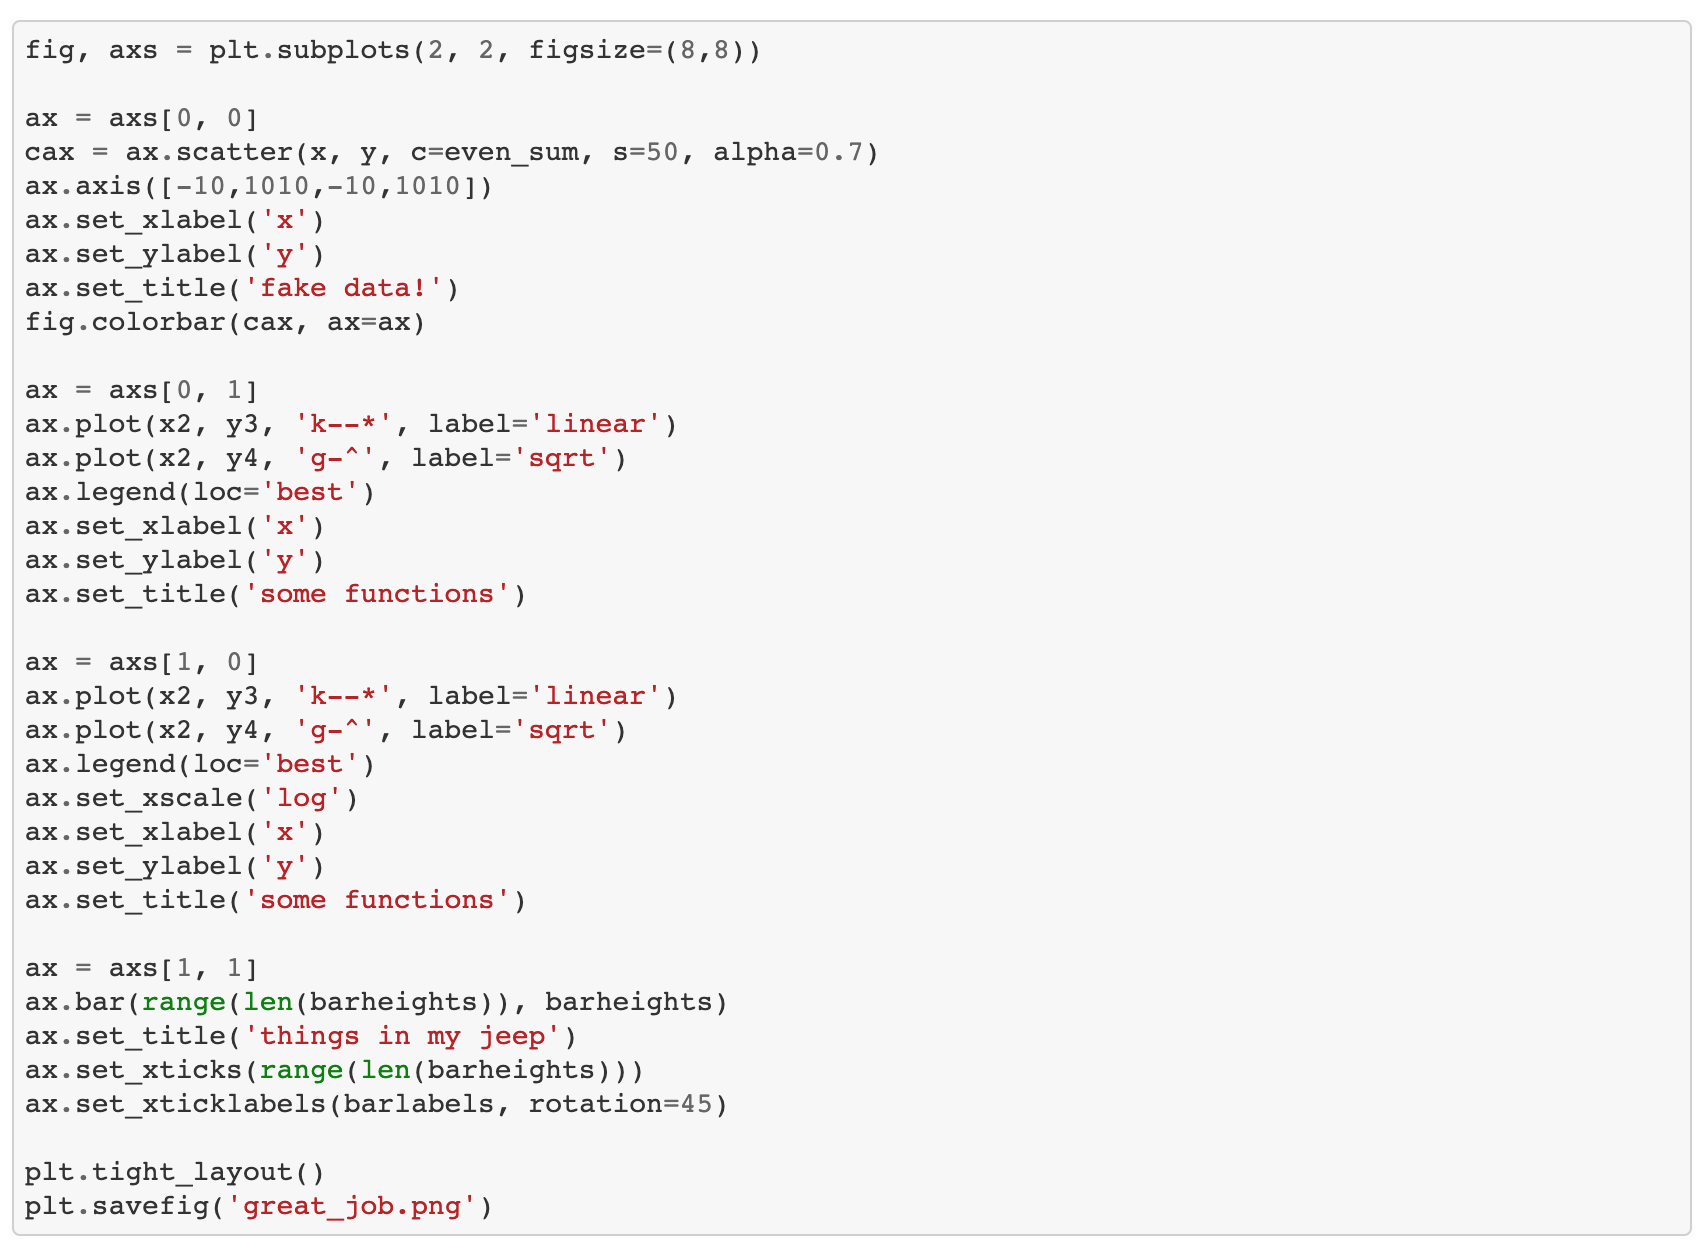 fig, axs = plt.subplots(2, 2, figsize=(8,8))

ax = axs[0, 0]
cax = ax.scatter(x, y, c=even_sum, s=50, alpha=0.7)
ax.axis([-10,1010,-10,1010])
ax.set_xlabel('x')
ax.set_ylabel('y')
ax.set_title('fake data!')
fig.colorbar(cax, ax=ax)

ax = axs[0, 1]
ax.plot(x2, y3, 'k--*', label='linear')
ax.plot(x2, y4, 'g-^', label='sqrt')
ax.legend(loc='best')
ax.set_xlabel('x')
ax.set_ylabel('y')
ax.set_title('some functions')

ax = axs[1, 0]
ax.plot(x2, y3, 'k--*', label='linear')
ax.plot(x2, y4, 'g-^', label='sqrt')
ax.legend(loc='best')
ax.set_xscale('log')
ax.set_xlabel('x')
ax.set_ylabel('y')
ax.set_title('some functions')

ax = axs[1, 1]
ax.bar(range(len(barheights)), barheights)
ax.set_title('things in my jeep')
ax.set_xticks(range(len(barheights)))
ax.set_xticklabels(barlabels, rotation=45)

plt.tight_layout()
plt.savefig('great_job.png')